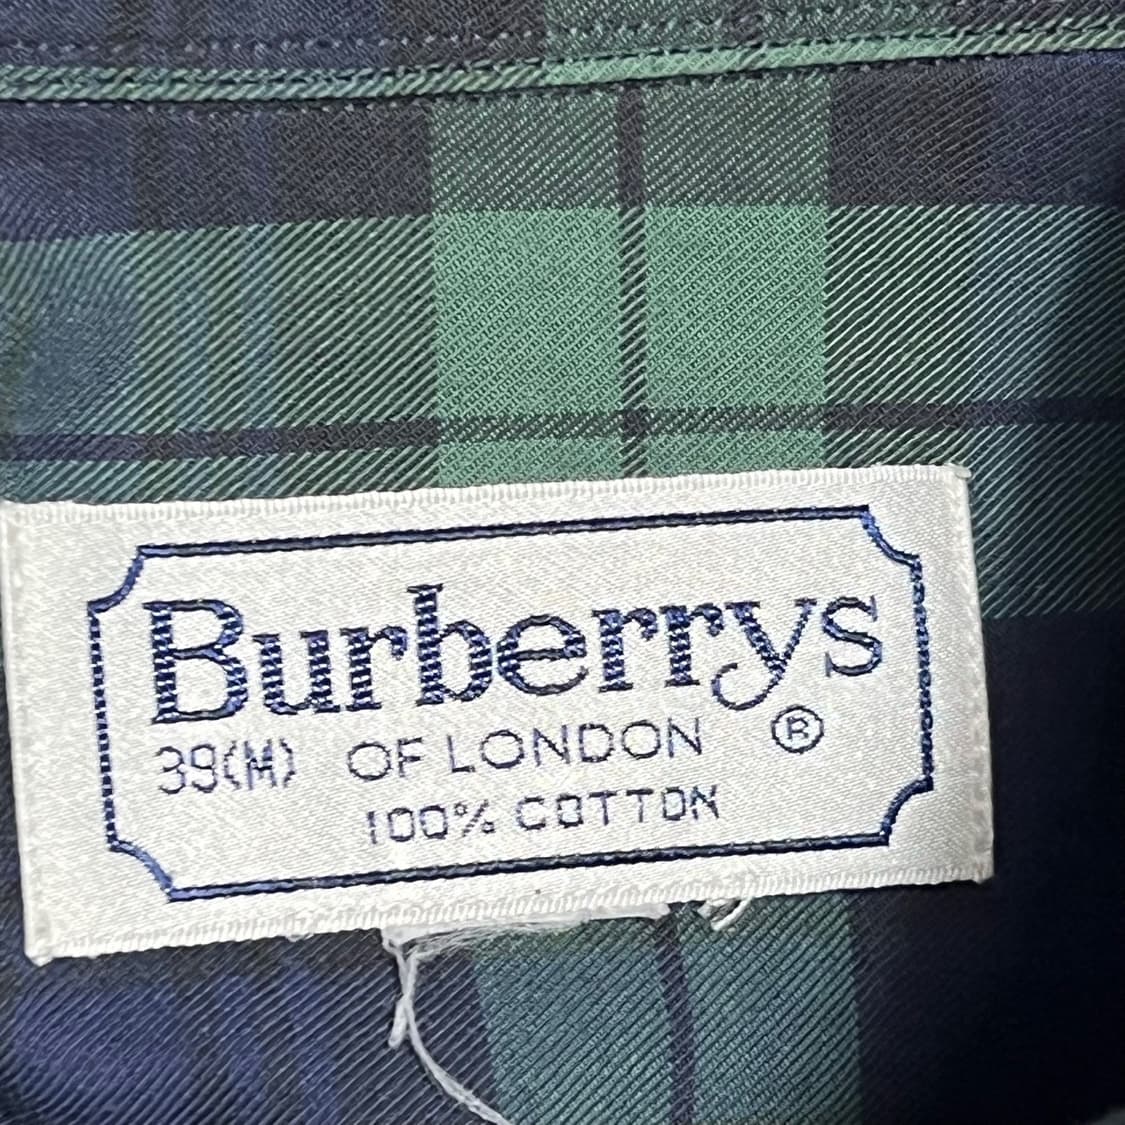 Burberrys
39(M) OF LONDON ®
100% COTTON